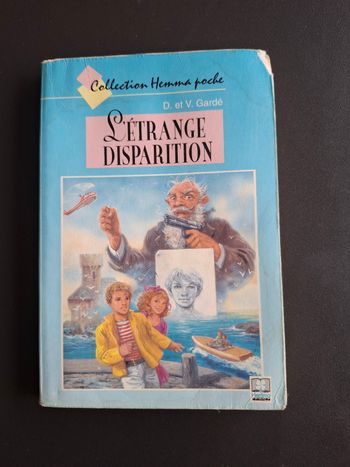 Collection Hemma poche
D. et V. Gardé
L'ÉTRANGE
DISPARITION